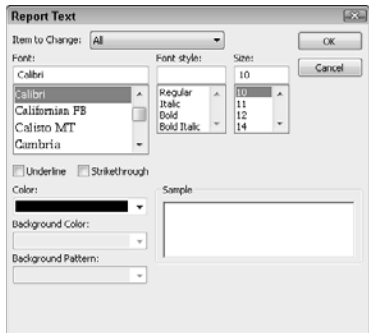 Report Text
Item to Change: All
OK
Font: Font style: Size:
Calibri 10
Cancel
Calibri Regular 10
Californian FB Italic 11
Calisto MT Bold 12
Cambria Bold Italic 14
Underline Strikethrough
Color: Sample
Background Color:
Background Pattern: